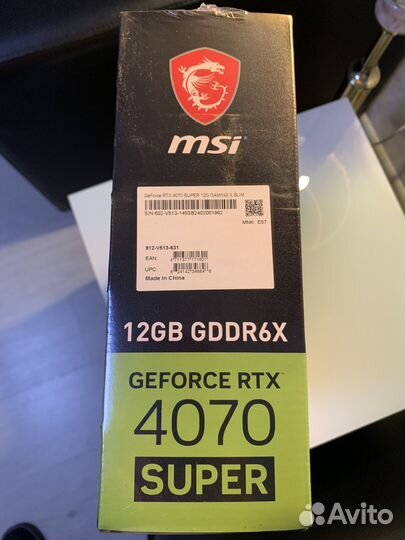 msi
GeForce RTX 4070 SUPER 12G GAMING X SLIM
S/N:602-V513-145SB2402001962
MNK: E57
912-V513-631
EAN:
UPC:
Made In China
12GB GDDR6X
GEFORCE RTX™
4070
SUPER
Avito